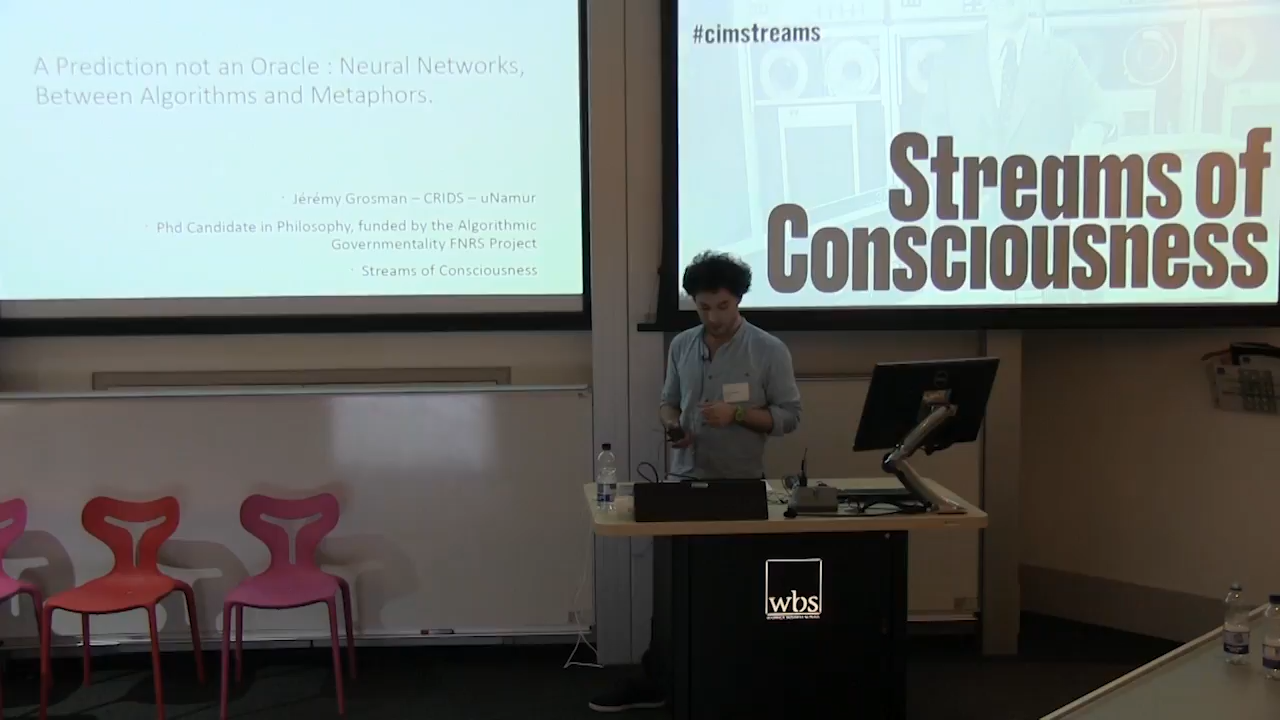 A Prediction not an Oracle : Neural Networks,
Between Algorithms and Metaphors.
Jérémy Grosman – CRIDS – uNamur
Phd Candidate in Philosophy, funded by the Algorithmic
Governmentality FNRS Project
Streams of Consciousness
#cimstreams
Streams of
Consciousness
wbs